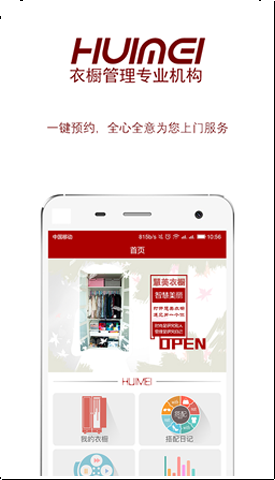 HUIMEI
衣橱管理专业机构
一键预约，全心全意为您上门服务
中国移动 815b/s 10:56
首页
慧美衣橱
智慧美丽
OPEN
HUIMEI
我的衣橱
搭配
搭配日记